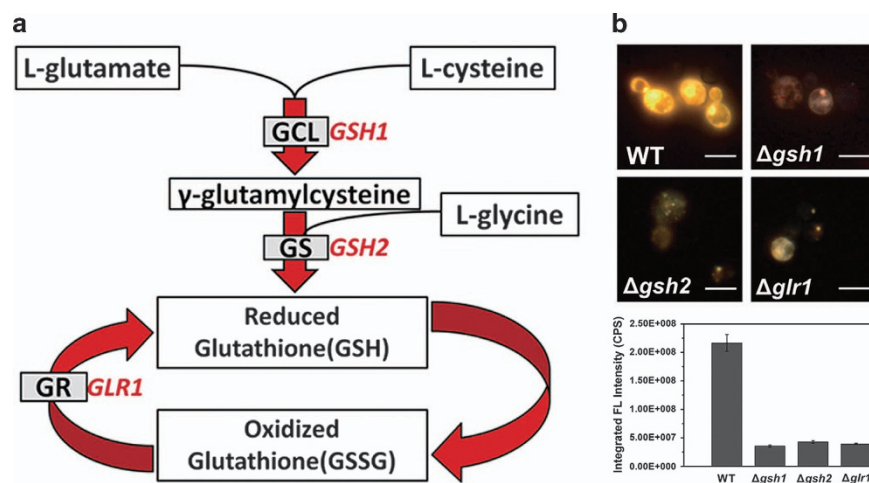 a
L-glutamate
L-cysteine
GCL GSH1
γ-glutamylcysteine
L-glycine
GS GSH2
Reduced
Glutathione(GSH)
GR GLR1
Oxidized
Glutathione(GSSG)
b
WT
Δgsh1
Δgsh2
Δglr1
Integrated FL Intensity (CPS)
2.50E+008
2.00E+008
1.50E+008
1.00E+008
5.00E+007
0.00E+000
WT Δgsh1 Δgsh2 Δglr1